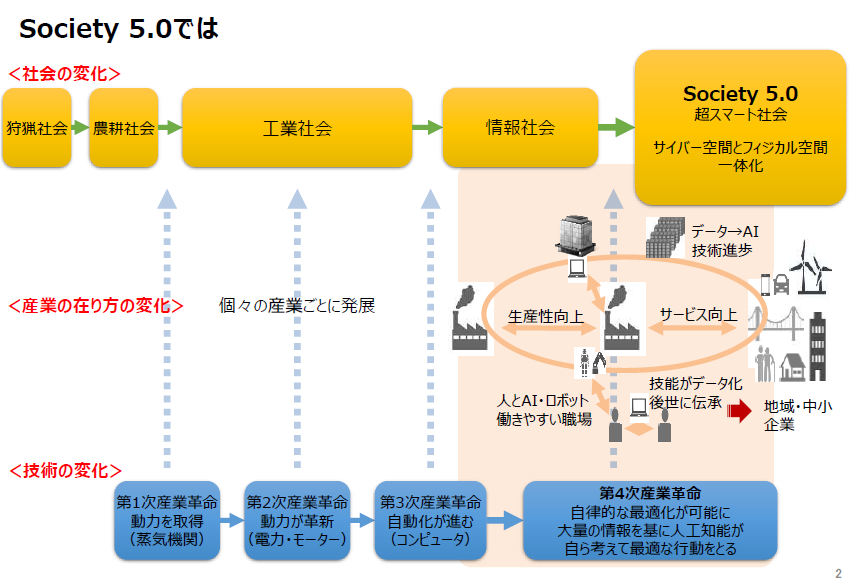 Society 5.0では
＜社会の変化＞
狩猟社会
農耕社会
工業社会
情報社会
Society 5.0
超スマート社会
サイバー空間とフィジカル空間
一体化
データ→AI
技術進歩
＜産業の在り方の変化＞
個々の産業ごとに発展
生産性向上
サービス向上
人とAI・ロボット
働きやすい職場
技能がデータ化
後世に伝承
地域・中小
企業
＜技術の変化＞
第1次産業革命
動力を取得
（蒸気機関）
第2次産業革命
動力が革新
（電力・モーター）
第3次産業革命
自動化が進む
（コンピュータ）
第4次産業革命
自律的な最適化が可能に
大量の情報を基に人工知能が
自ら考えて最適な行動をとる
2